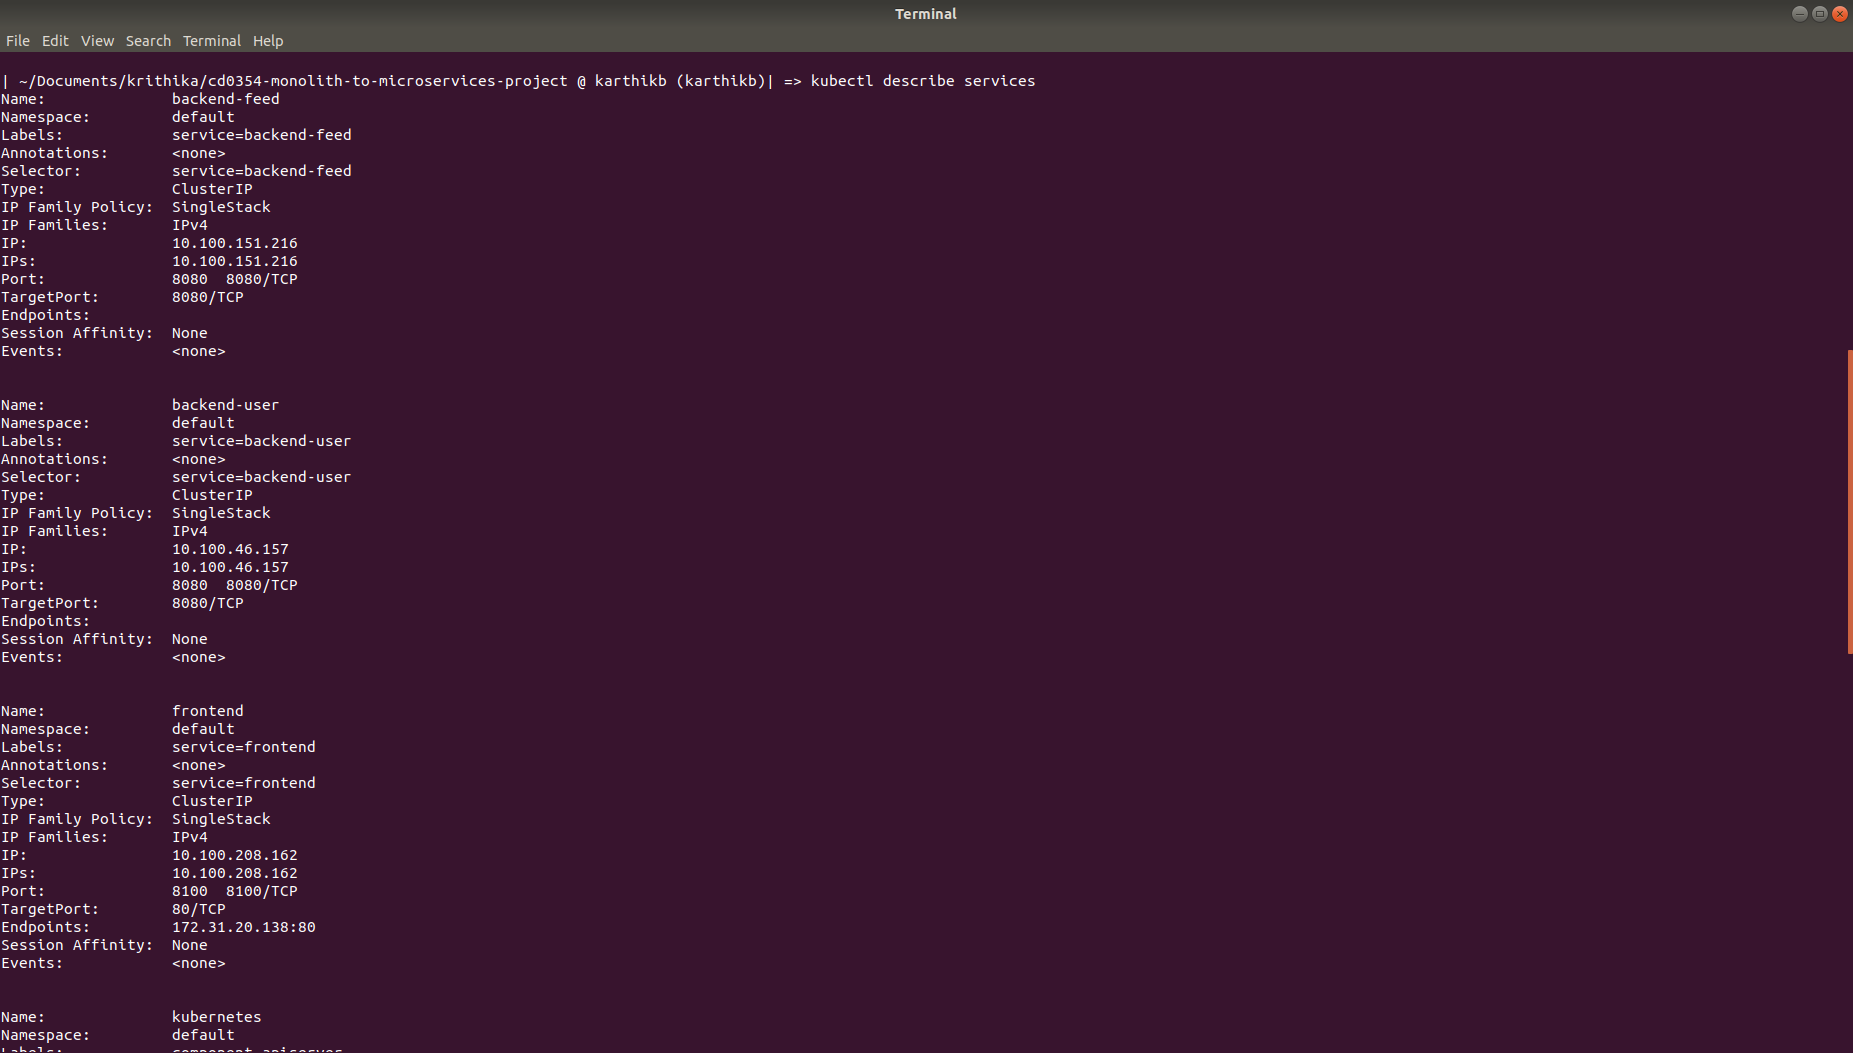 Terminal
File Edit View Search Terminal Help
| ~/Documents/krithika/cd0354-monolith-to-microservices-project @ karthikb (karthikb)| => kubectl describe services
Name:              backend-feed
Namespace:         default
Labels:            service=backend-feed
Annotations:       <none>
Selector:          service=backend-feed
Type:              ClusterIP
IP Family Policy:  SingleStack
IP Families:       IPv4
IP:                10.100.151.216
IPs:               10.100.151.216
Port:              8080  8080/TCP
TargetPort:        8080/TCP
Endpoints:
Session Affinity:  None
Events:            <none>
Name:              backend-user
Namespace:         default
Labels:            service=backend-user
Annotations:       <none>
Selector:          service=backend-user
Type:              ClusterIP
IP Family Policy:  SingleStack
IP Families:       IPv4
IP:                10.100.46.157
IPs:               10.100.46.157
Port:              8080  8080/TCP
TargetPort:        8080/TCP
Endpoints:
Session Affinity:  None
Events:            <none>
Name:              frontend
Namespace:         default
Labels:            service=frontend
Annotations:       <none>
Selector:          service=frontend
Type:              ClusterIP
IP Family Policy:  SingleStack
IP Families:       IPv4
IP:                10.100.208.162
IPs:               10.100.208.162
Port:              8100  8100/TCP
TargetPort:        80/TCP
Endpoints:         172.31.20.138:80
Session Affinity:  None
Events:            <none>
Name:              kubernetes
Namespace:         default
Labels:            component=apiserver